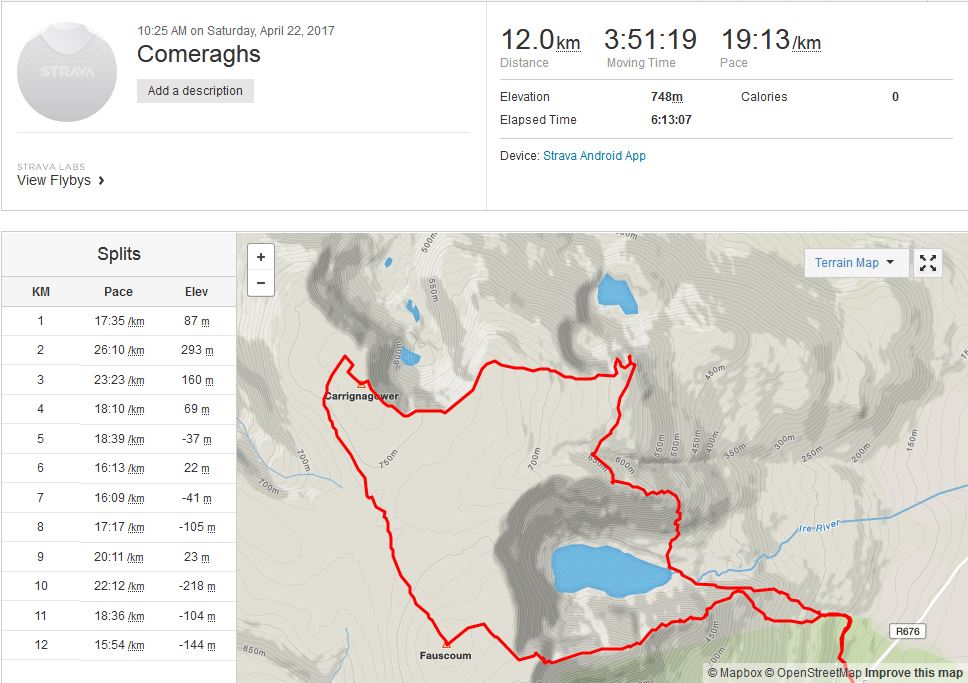 10:25 AM on Saturday, April 22, 2017
Comeraghs
STRAVA
Add a description
STRAVA LABS
View Flybys ›
12.0km 3:51:19 19:13/km
Distance Moving Time Pace
Elevation 748m Calories 0
Elapsed Time 6:13:07
Device: Strava Android App
Splits
KM Pace Elev
1 17:35 /km 87 m
2 26:10 /km 293 m
3 23:23 /km 160 m
4 18:10 /km 69 m
5 18:39 /km -37 m
6 16:13 /km 22 m
7 16:09 /km -41 m
8 17:17 /km -105 m
9 20:11 /km 23 m
10 22:12 /km -218 m
11 18:36 /km -104 m
12 15:54 /km -144 m
+
−
Terrain Map
500m
500m
550m
600m
Carrignagower
450m
700m
750m
700m
700m
650m
600m
550m
500m
450m
400m
350m
300m
250m
200m
150m
Ire River
R676
Fauscoum
650m
450m
© Mapbox © OpenStreetMap Improve this map